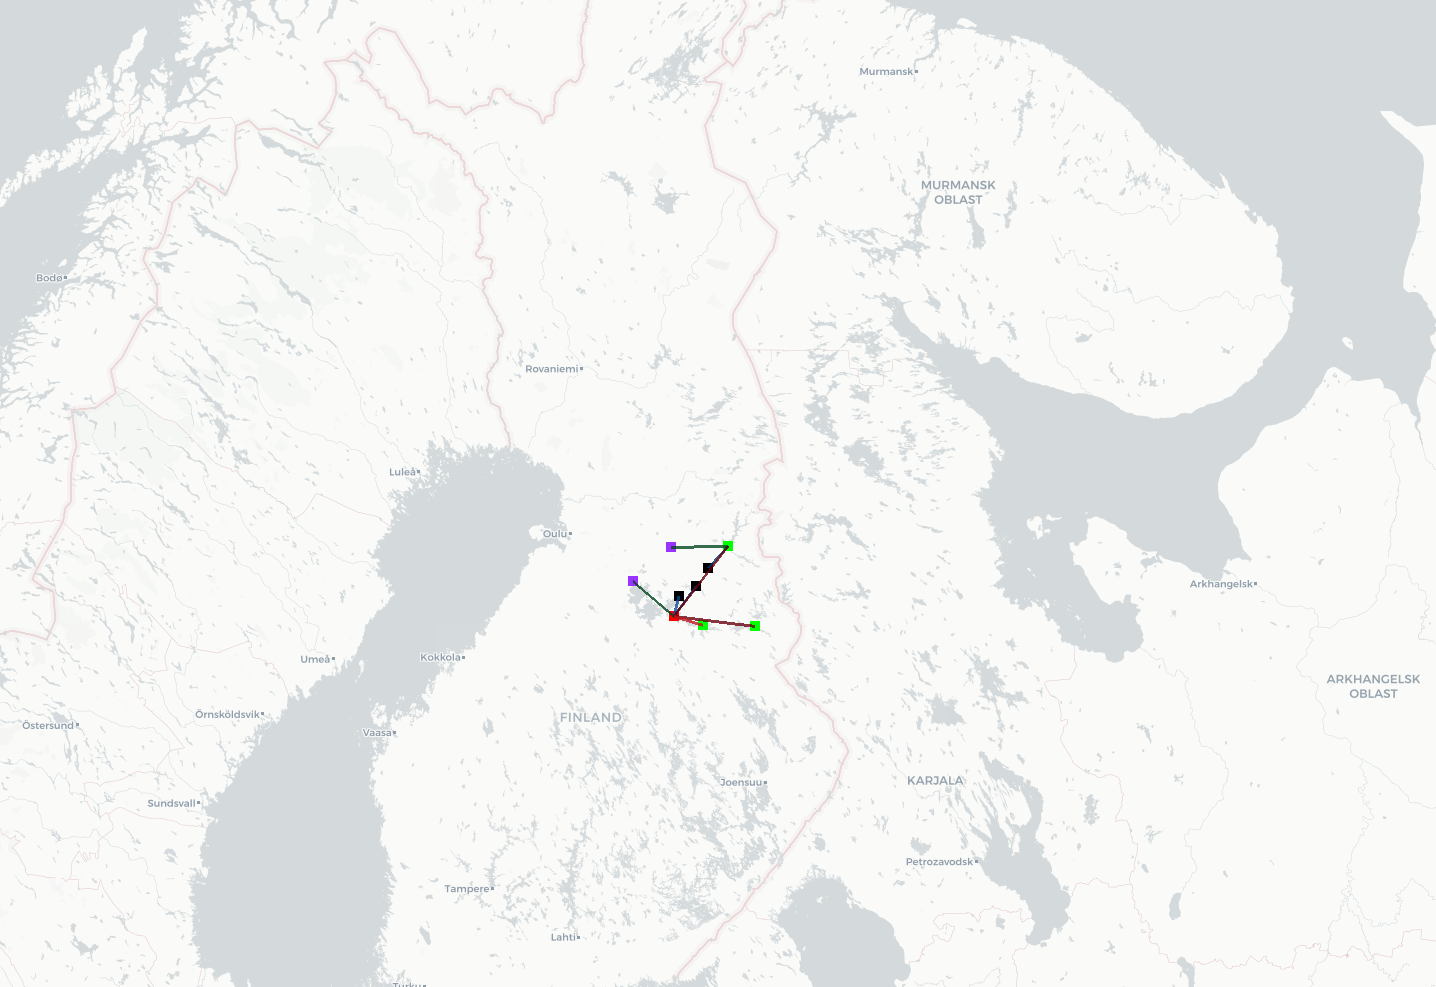 Murmansk
MURMANSK
OBLAST
Bodø
Rovaniemi
Luleå
Oulu
Arkhangelsk
Umeå
Kokkola
ARKHANGELSK
OBLAST
Örnsköldsvik
FINLAND
Östersund
Vaasa
Joensuu
KARJALA
Sundsvall
Petrozavodsk
Tampere
Lahti
Turku